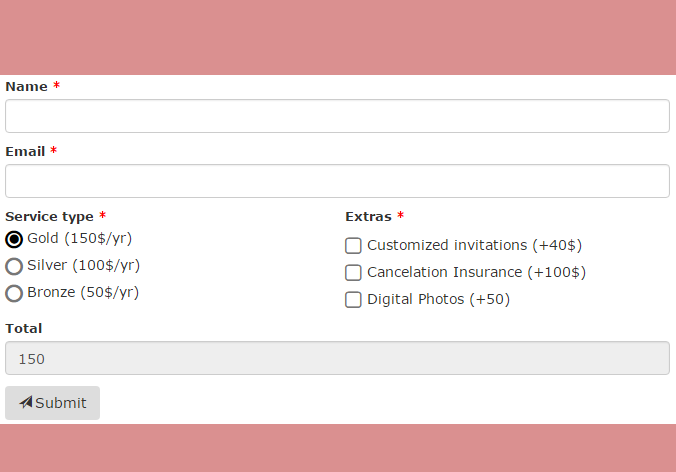 Name *
Email *
Service type *
Gold (150$/yr)
Silver (100$/yr)
Bronze (50$/yr)
Extras *
Customized invitations (+40$)
Cancelation Insurance (+100$)
Digital Photos (+50)
Total
150
Submit